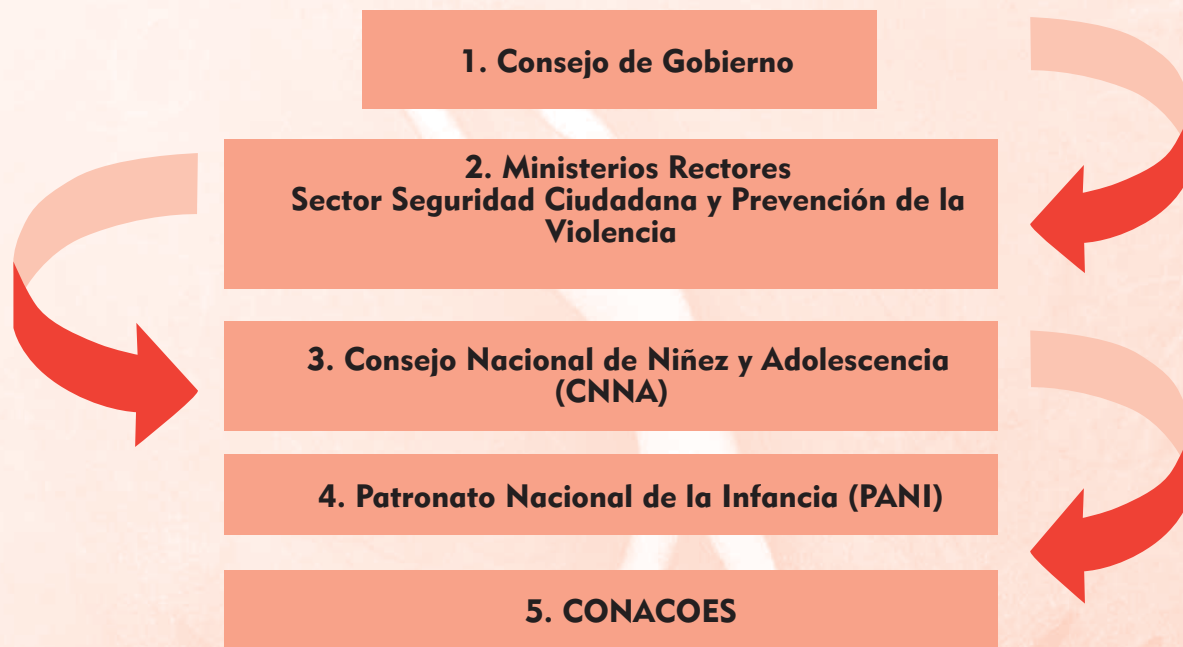 1. Consejo de Gobierno
2. Ministerios Rectores
Sector Seguridad Ciudadana y Prevención de la
Violencia
3. Consejo Nacional de Niñez y Adolescencia
(CNNA)
4. Patronato Nacional de la Infancia (PANI)
5. CONACOES